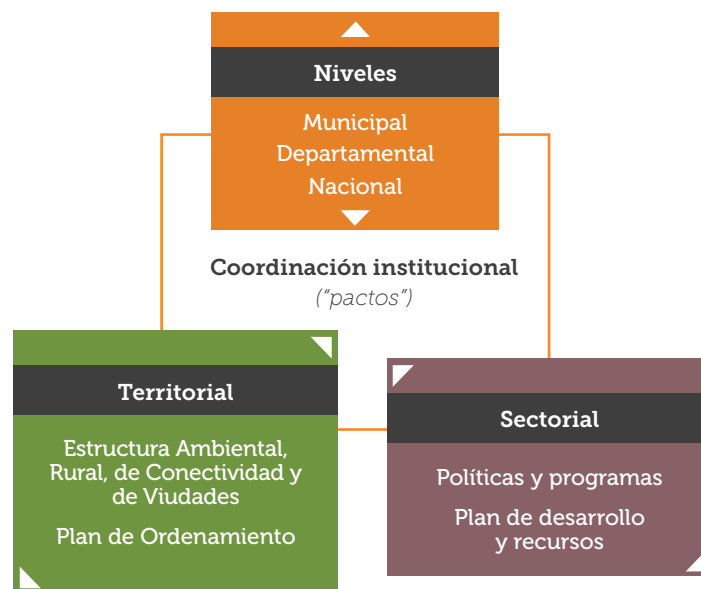 Niveles
Municipal
Departamental
Nacional
Coordinación institucional
("pactos")
Territorial
Estructura Ambiental,
Rural, de Conectividad y
de Viudades
Plan de Ordenamiento
Sectorial
Políticas y programas
Plan de desarrollo
y recursos